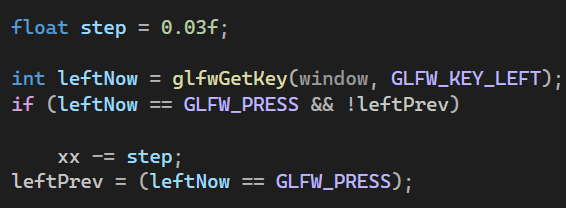 float step = 0.03f;
int leftNow = glfwGetKey(window, GLFW_KEY_LEFT);
if (leftNow == GLFW_PRESS && !leftPrev)
xx -= step;
leftPrev = (leftNow == GLFW_PRESS);